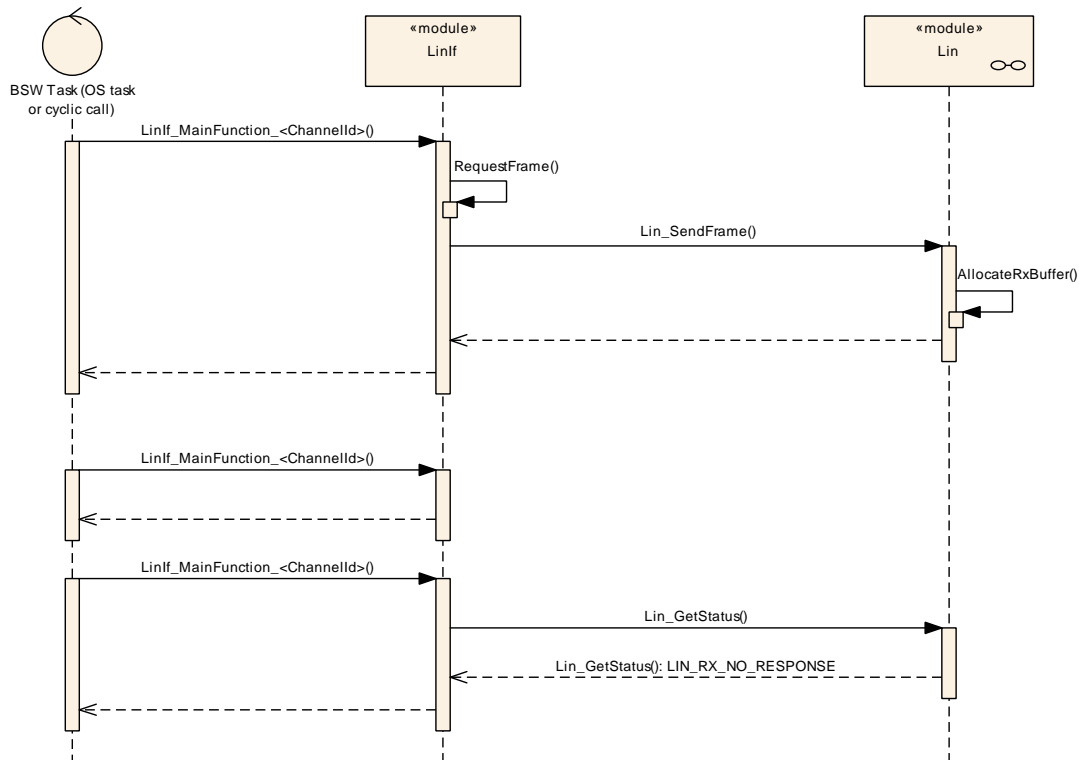 «module»
LinIf
«module»
Lin
BSW Task (OS task
or cyclic call)
LinIf_MainFunction_<ChannelId>()
RequestFrame()
Lin_SendFrame()
AllocateRxBuffer()
LinIf_MainFunction_<ChannelId>()
LinIf_MainFunction_<ChannelId>()
Lin_GetStatus()
Lin_GetStatus(): LIN_RX_NO_RESPONSE